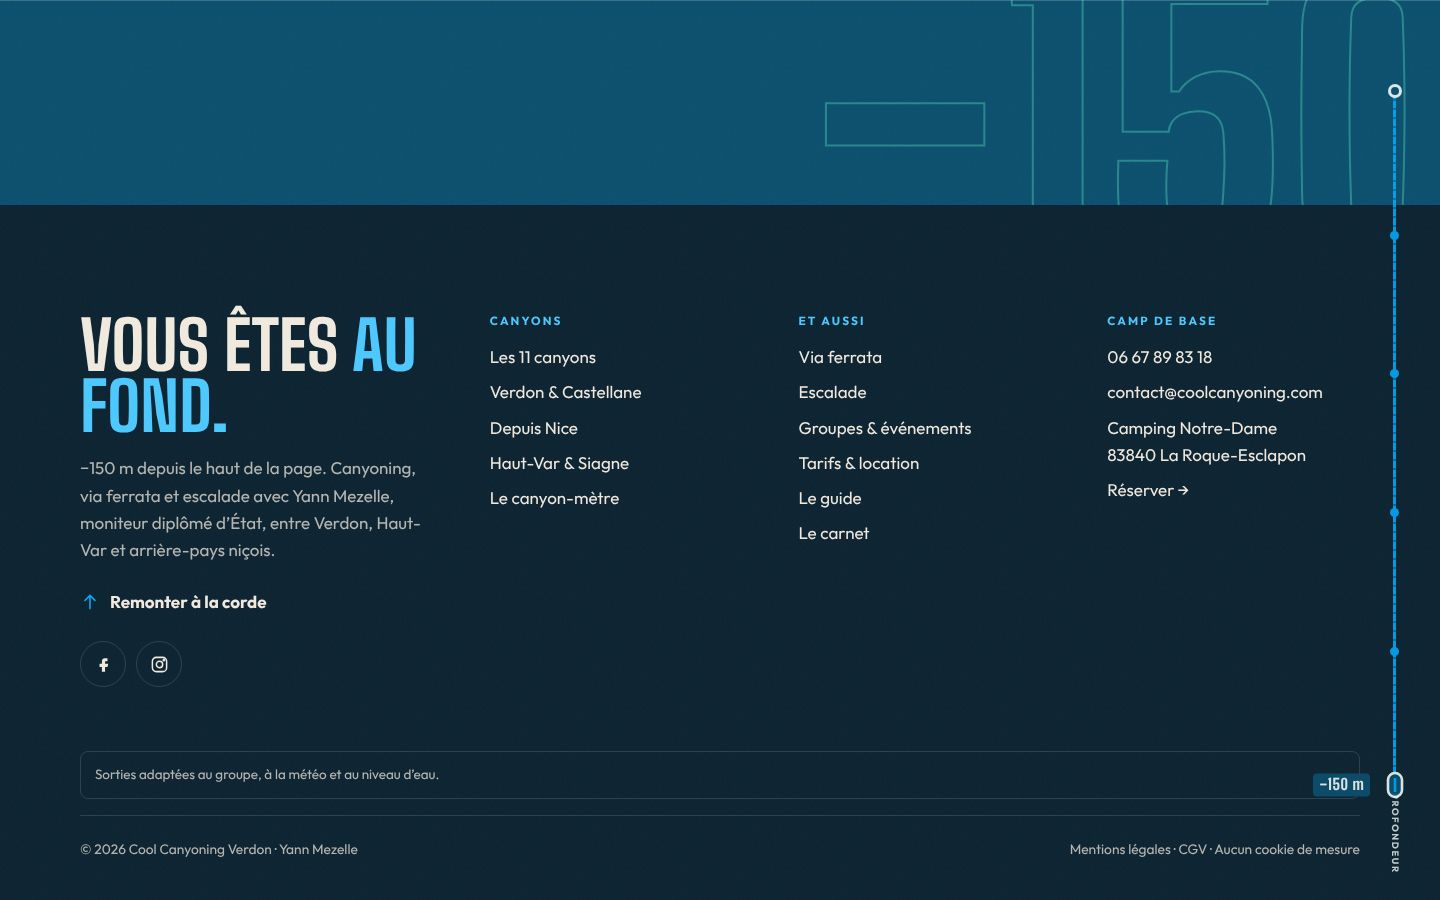 -150
VOUS ÊTES AU
FOND.
−150 m depuis le haut de la page. Canyoning,
via ferrata et escalade avec Yann Mezelle,
moniteur diplômé d’État, entre Verdon, Haut-
Var et arrière-pays niçois.
↑ Remonter à la corde
CANYONS
Les 11 canyons
Verdon & Castellane
Depuis Nice
Haut-Var & Siagne
Le canyon-mètre
ET AUSSI
Via ferrata
Escalade
Groupes & événements
Tarifs & location
Le guide
Le carnet
CAMP DE BASE
06 67 89 83 18
contact@coolcanyoning.com
Camping Notre-Dame
83840 La Roque-Esclapon
Réserver →
Sorties adaptées au groupe, à la météo et au niveau d’eau.
−150 m
ROFONDEUR
© 2026 Cool Canyoning Verdon · Yann Mezelle
Mentions légales · CGV · Aucun cookie de mesure